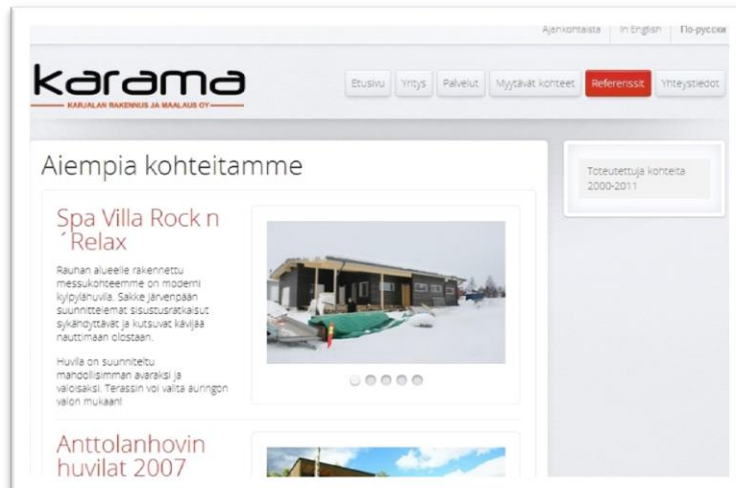 Ajankohtaista In English По-русски
karama
KARJALAN RAKENNUS JA MAALAUS OY
Etusivu Yritys Palvelut Myytävät kohteet Referenssit Yhteystiedot
Aiempia kohteitamme
Toteutettuja kohteita
2000-2011
Spa Villa Rock n
´Relax
Rauhan alueelle rakennettu
messukohteemme on moderni
kylpylähuvila. Sakke Järvenpään
suunnittelemat sisustusratkaisut
sykähdyttävät ja kutsuvat kävijää
nauttimaan olostaan.
Huvila on suunniteltu
mahdollisimman avaraksi ja
valoisaksi. Terassin voi valita auringon
valon mukaan!
Anttolanhovin
huvilat 2007